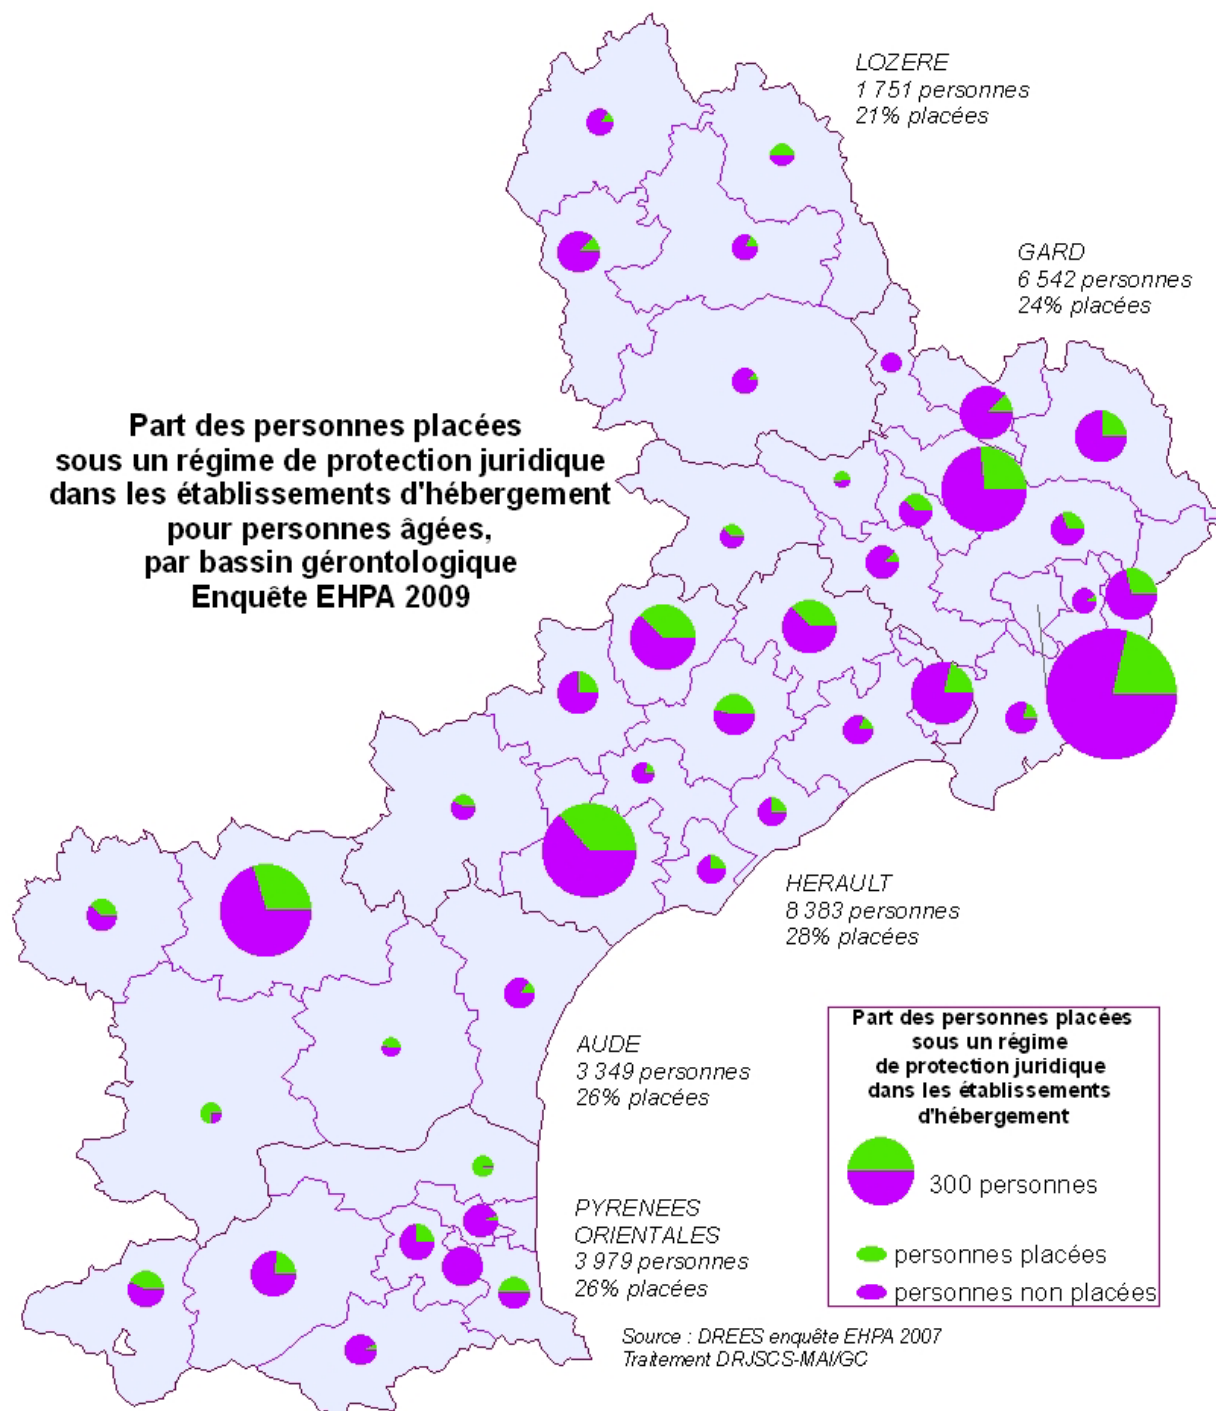 LOZERE
1 751 personnes
21% placées
GARD
6 542 personnes
24% placées
Part des personnes placées
sous un régime de protection juridique
dans les établissements d'hébergement
pour personnes âgées,
par bassin gérontologique
Enquête EHPA 2009
HERAULT
8 383 personnes
28% placées
AUDE
3 349 personnes
26% placées
PYRENEES
ORIENTALES
3 979 personnes
26% placées
Part des personnes placées
sous un régime
de protection juridique
dans les établissements
d'hébergement
300 personnes
personnes placées
personnes non placées
Source : DREES enquête EHPA 2007
Traitement DRJSCS-MAI/GC